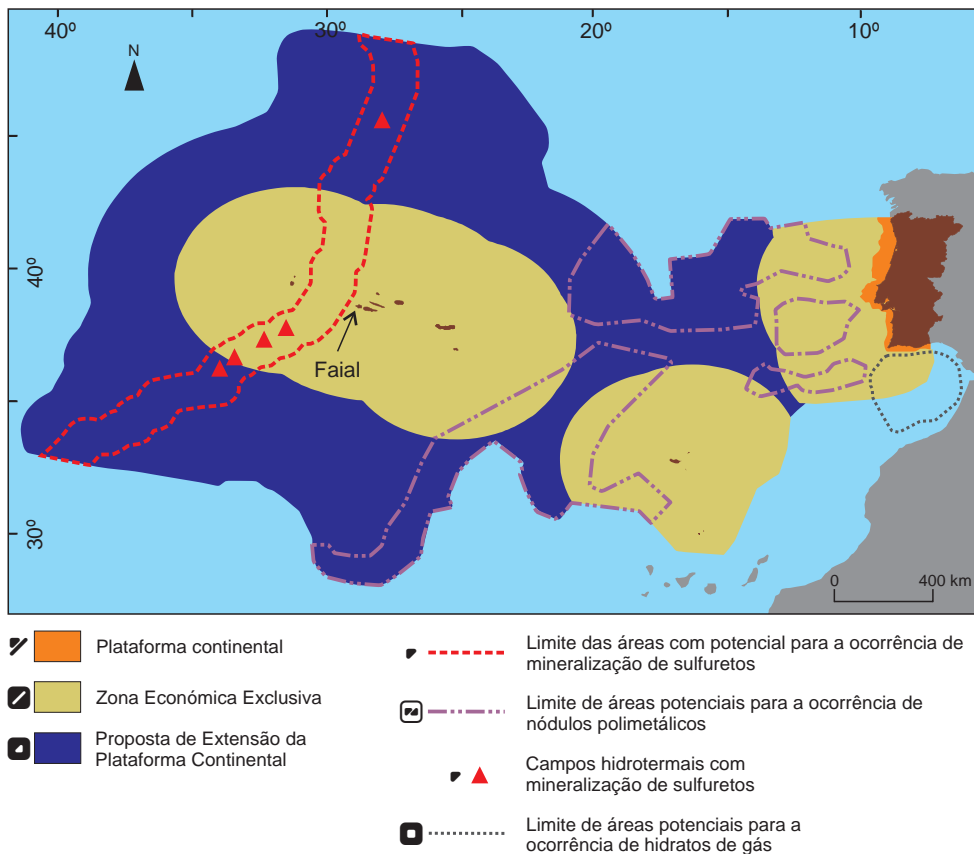 40º 30º 20º 10º
N
40º
Faial
30º
0 400 km
Plataforma continental
Zona Económica Exclusiva
Proposta de Extensão da
Plataforma Continental
Limite das áreas com potencial para a ocorrência de
mineralização de sulfuretos
Limite de áreas potenciais para a ocorrência de
nódulos polimetálicos
Campos hidrotermais com
mineralização de sulfuretos
Limite de áreas potenciais para a
ocorrência de hidratos de gás